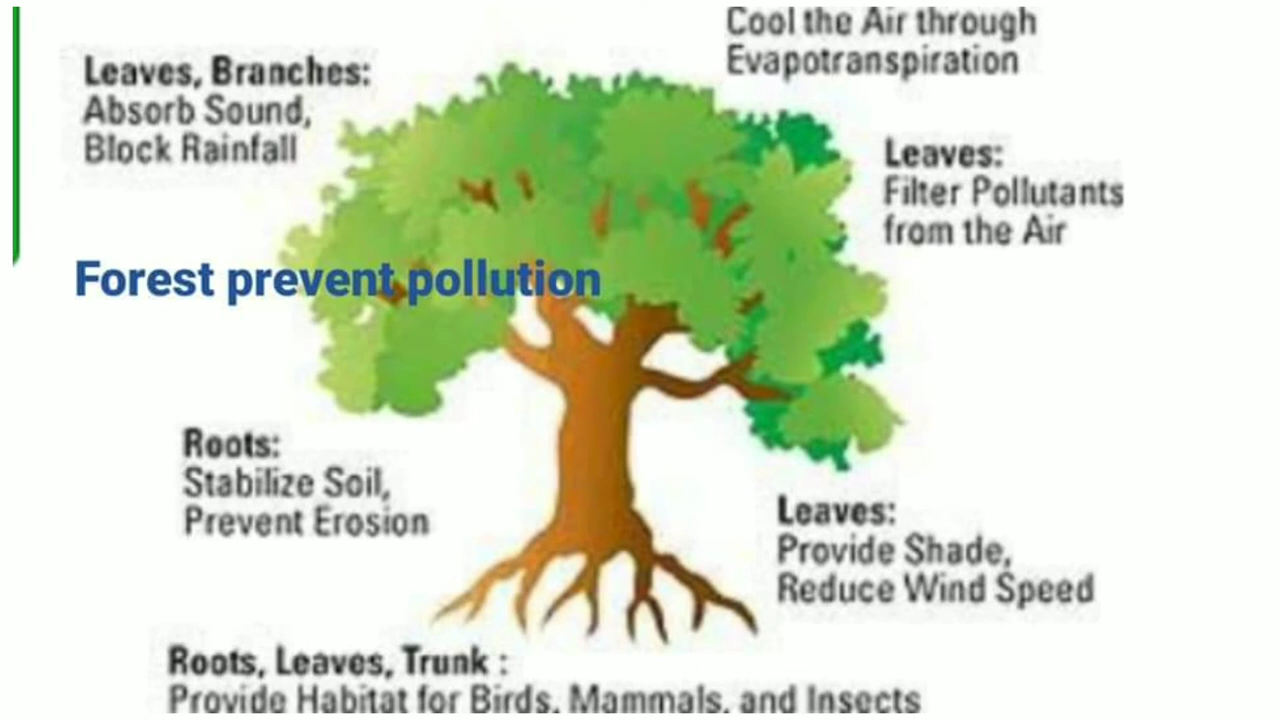 Cool the Air through
Evapotranspiration
Leaves, Branches:
Absorb Sound,
Block Rainfall
Leaves:
Filter Pollutants
from the Air
Forest prevent pollution
Roots:
Stabilize Soil,
Prevent Erosion
Leaves:
Provide Shade,
Reduce Wind Speed
Roots, Leaves, Trunk :
Provide Habitat for Birds, Mammals, and Insects